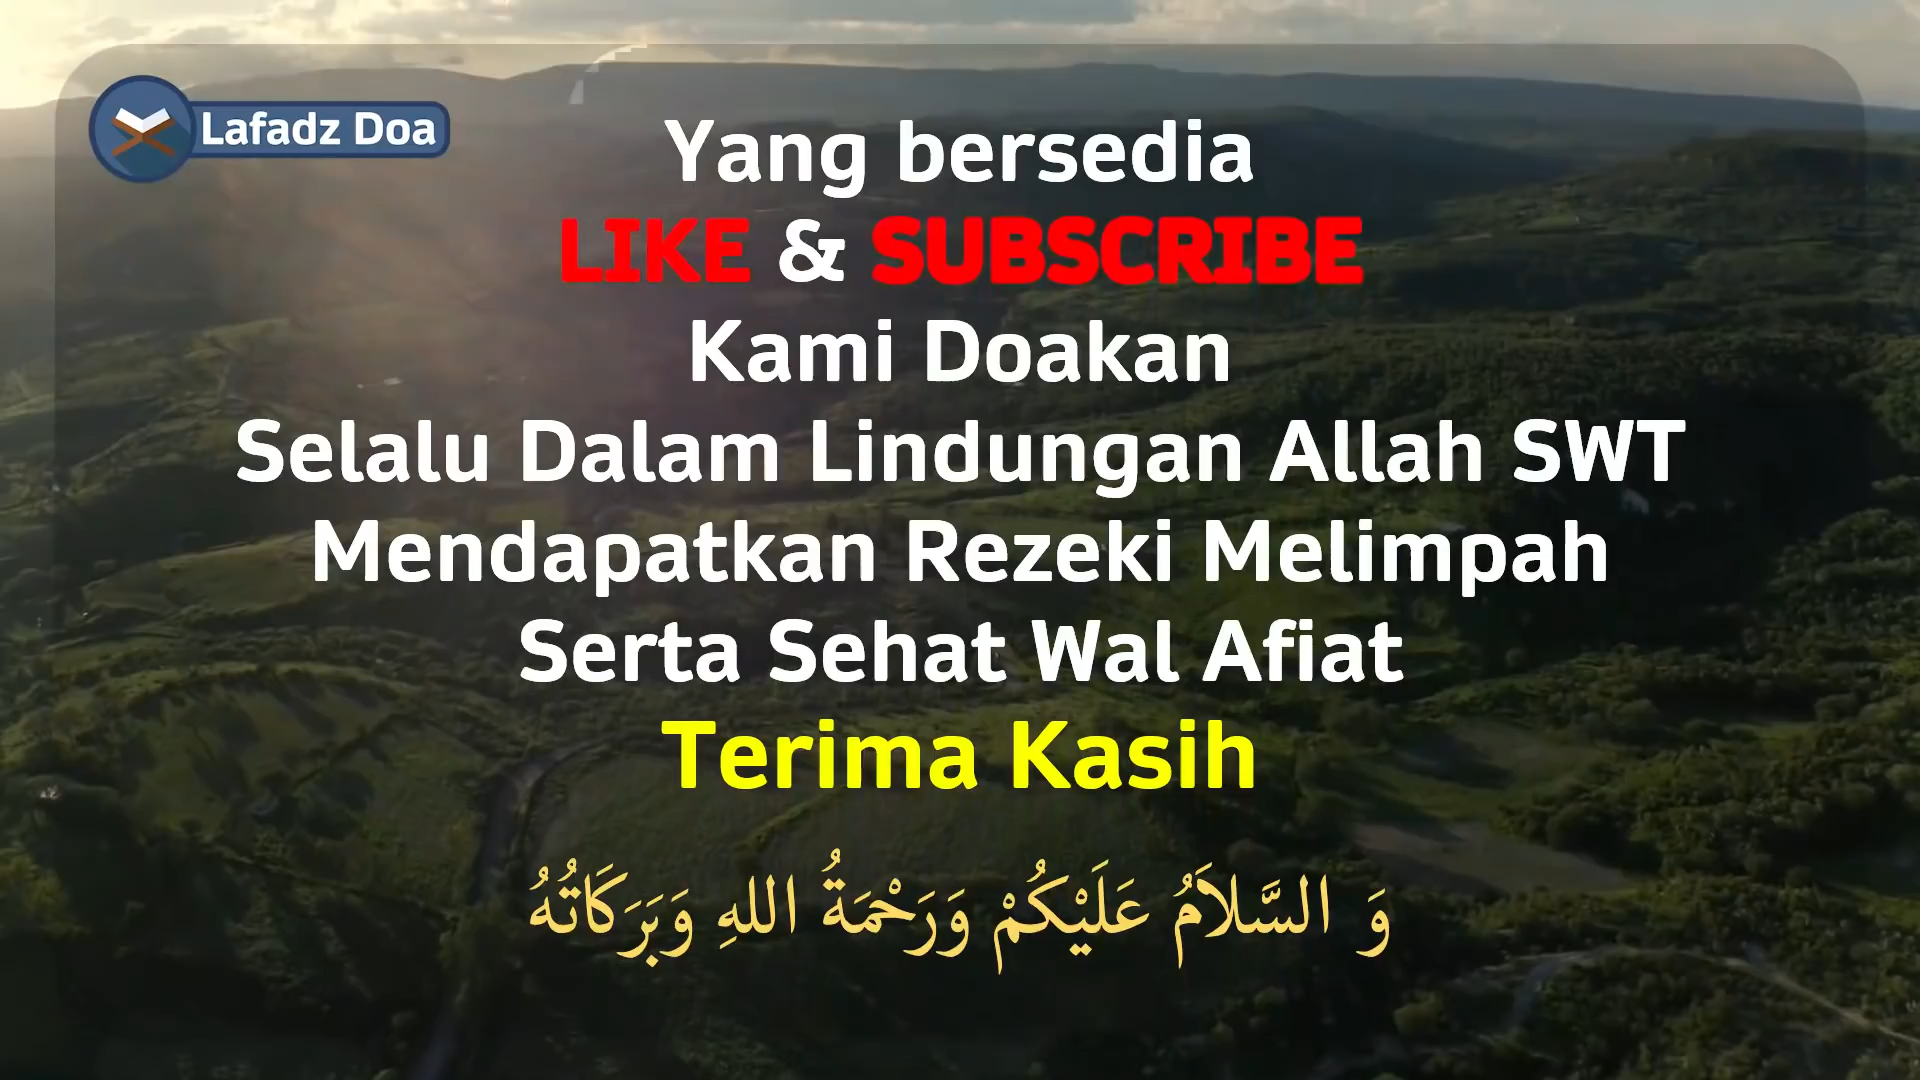 Lafadz Doa
Yang bersedia
LIKE & SUBSCRIBE
Kami Doakan
Selalu Dalam Lindungan Allah SWT
Mendapatkan Rezeki Melimpah
Serta Sehat Wal Afiat
Terima Kasih
وَ السَّلاَمُ عَلَيْكُمْ وَرَحْمَةُ اللهِ وَبَرَكَاتُهُ